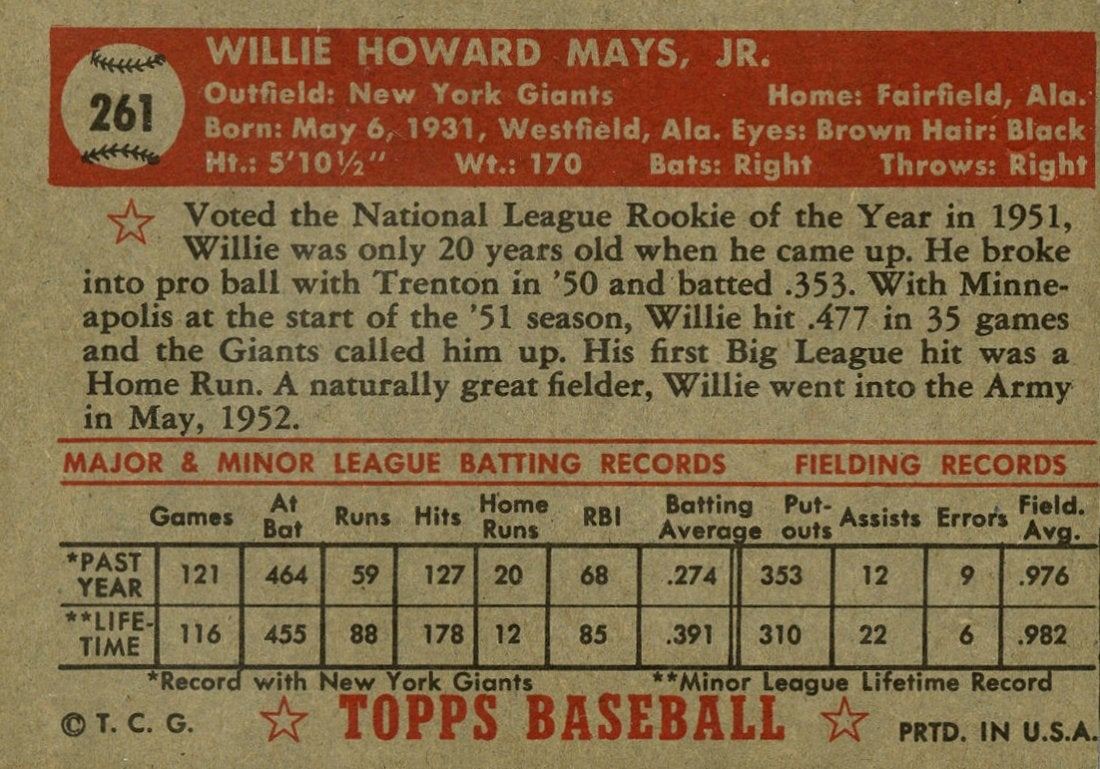 261
WILLIE HOWARD MAYS, JR.
Outfield: New York Giants Home: Fairfield, Ala.
Born: May 6, 1931, Westfield, Ala. Eyes: Brown Hair: Black
Ht.: 5'10½" Wt.: 170 Bats: Right Throws: Right
Voted the National League Rookie of the Year in 1951,
Willie was only 20 years old when he came up. He broke
into pro ball with Trenton in '50 and batted .353. With Minne-
apolis at the start of the '51 season, Willie hit .477 in 35 games
and the Giants called him up. His first Big League hit was a
Home Run. A naturally great fielder, Willie went into the Army
in May, 1952.
MAJOR & MINOR LEAGUE BATTING RECORDS FIELDING RECORDS
Games At Bat Runs Hits Home Runs RBI Batting Average Put-outs Assists Errors Field. Avg.
*PAST YEAR 121 464 59 127 20 68 .274 353 12 9 .976
**LIFE-TIME 116 455 88 178 12 85 .391 310 22 6 .982
*Record with New York Giants **Minor League Lifetime Record
© T. C. G. TOPPS BASEBALL PRTD. IN U.S.A.